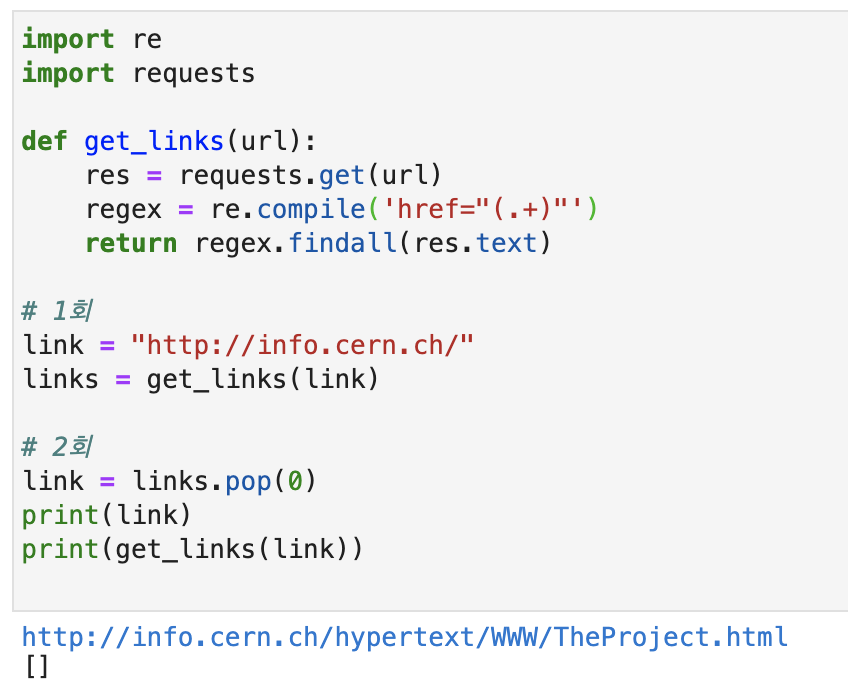 import re
import requests
def get_links(url):
res = requests.get(url)
regex = re.compile('href="(.+)"')
return regex.findall(res.text)
# 1회
link = "http://info.cern.ch/"
links = get_links(link)
# 2회
link = links.pop(0)
print(link)
print(get_links(link))
http://info.cern.ch/hypertext/WWW/TheProject.html
[]